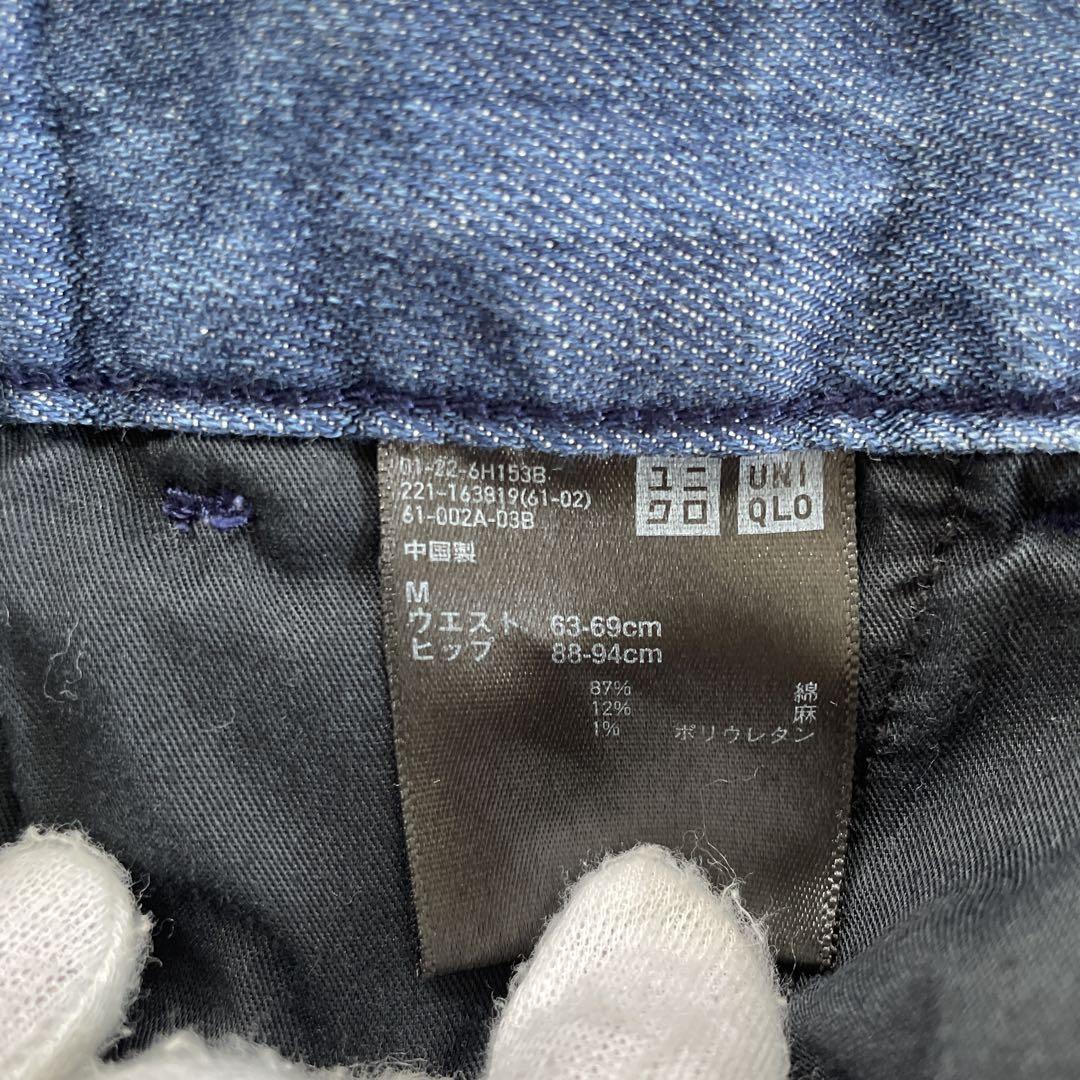 01-22-6H153B
221-163819(61-02)
61-002A-03B
ユニ
クロ
UNI
QLO
中国製
M
ウエスト 63-69cm
ヒップ 88-94cm
87% 綿
12% 麻
1% ポリウレタン